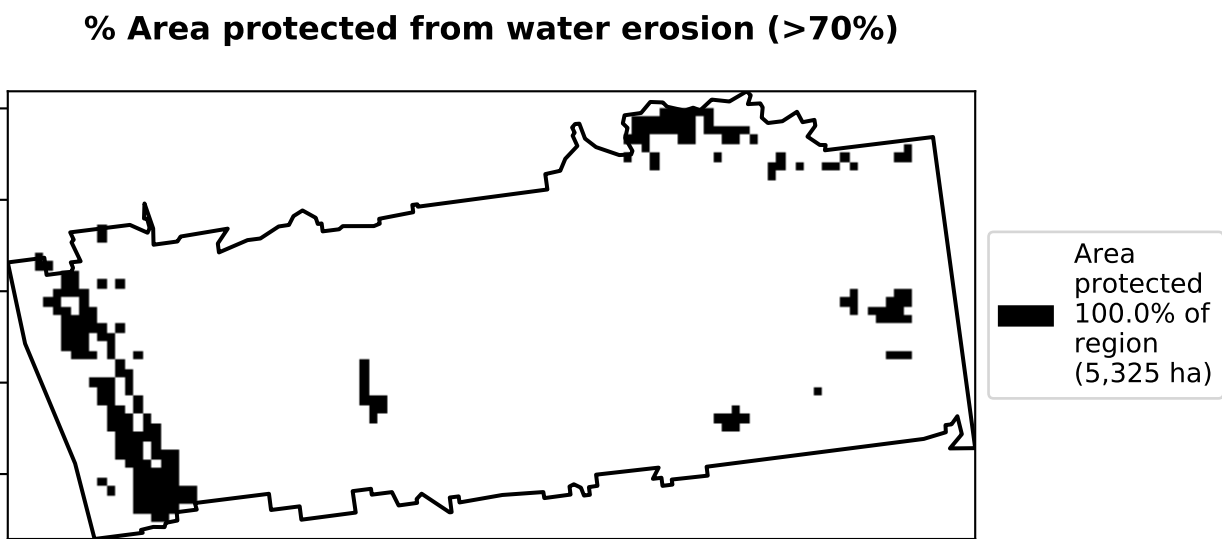 % Area protected from water erosion (>70%)
Area
protected
100.0% of
region
(5,325 ha)